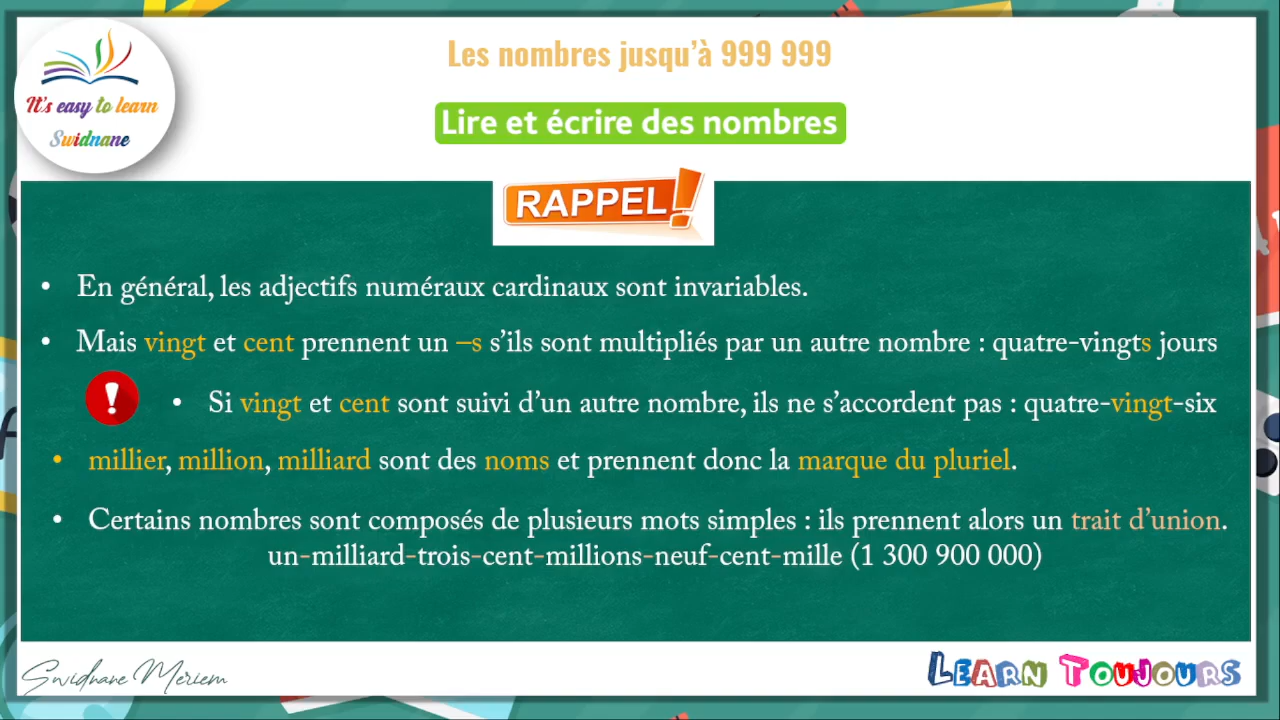 It's easy to learn
Swidnane
Les nombres jusqu'à 999 999
Lire et écrire des nombres
RAPPEL!
• En général, les adjectifs numéraux cardinaux sont invariables.
• Mais vingt et cent prennent un –s s'ils sont multipliés par un autre nombre : quatre-vingts jours
! • Si vingt et cent sont suivi d'un autre nombre, ils ne s'accordent pas : quatre-vingt-six
• millier, million, milliard sont des noms et prennent donc la marque du pluriel.
• Certains nombres sont composés de plusieurs mots simples : ils prennent alors un trait d'union.
un-milliard-trois-cent-millions-neuf-cent-mille (1 300 900 000)
Swidnane Meriem
LEARN TOUJOURS